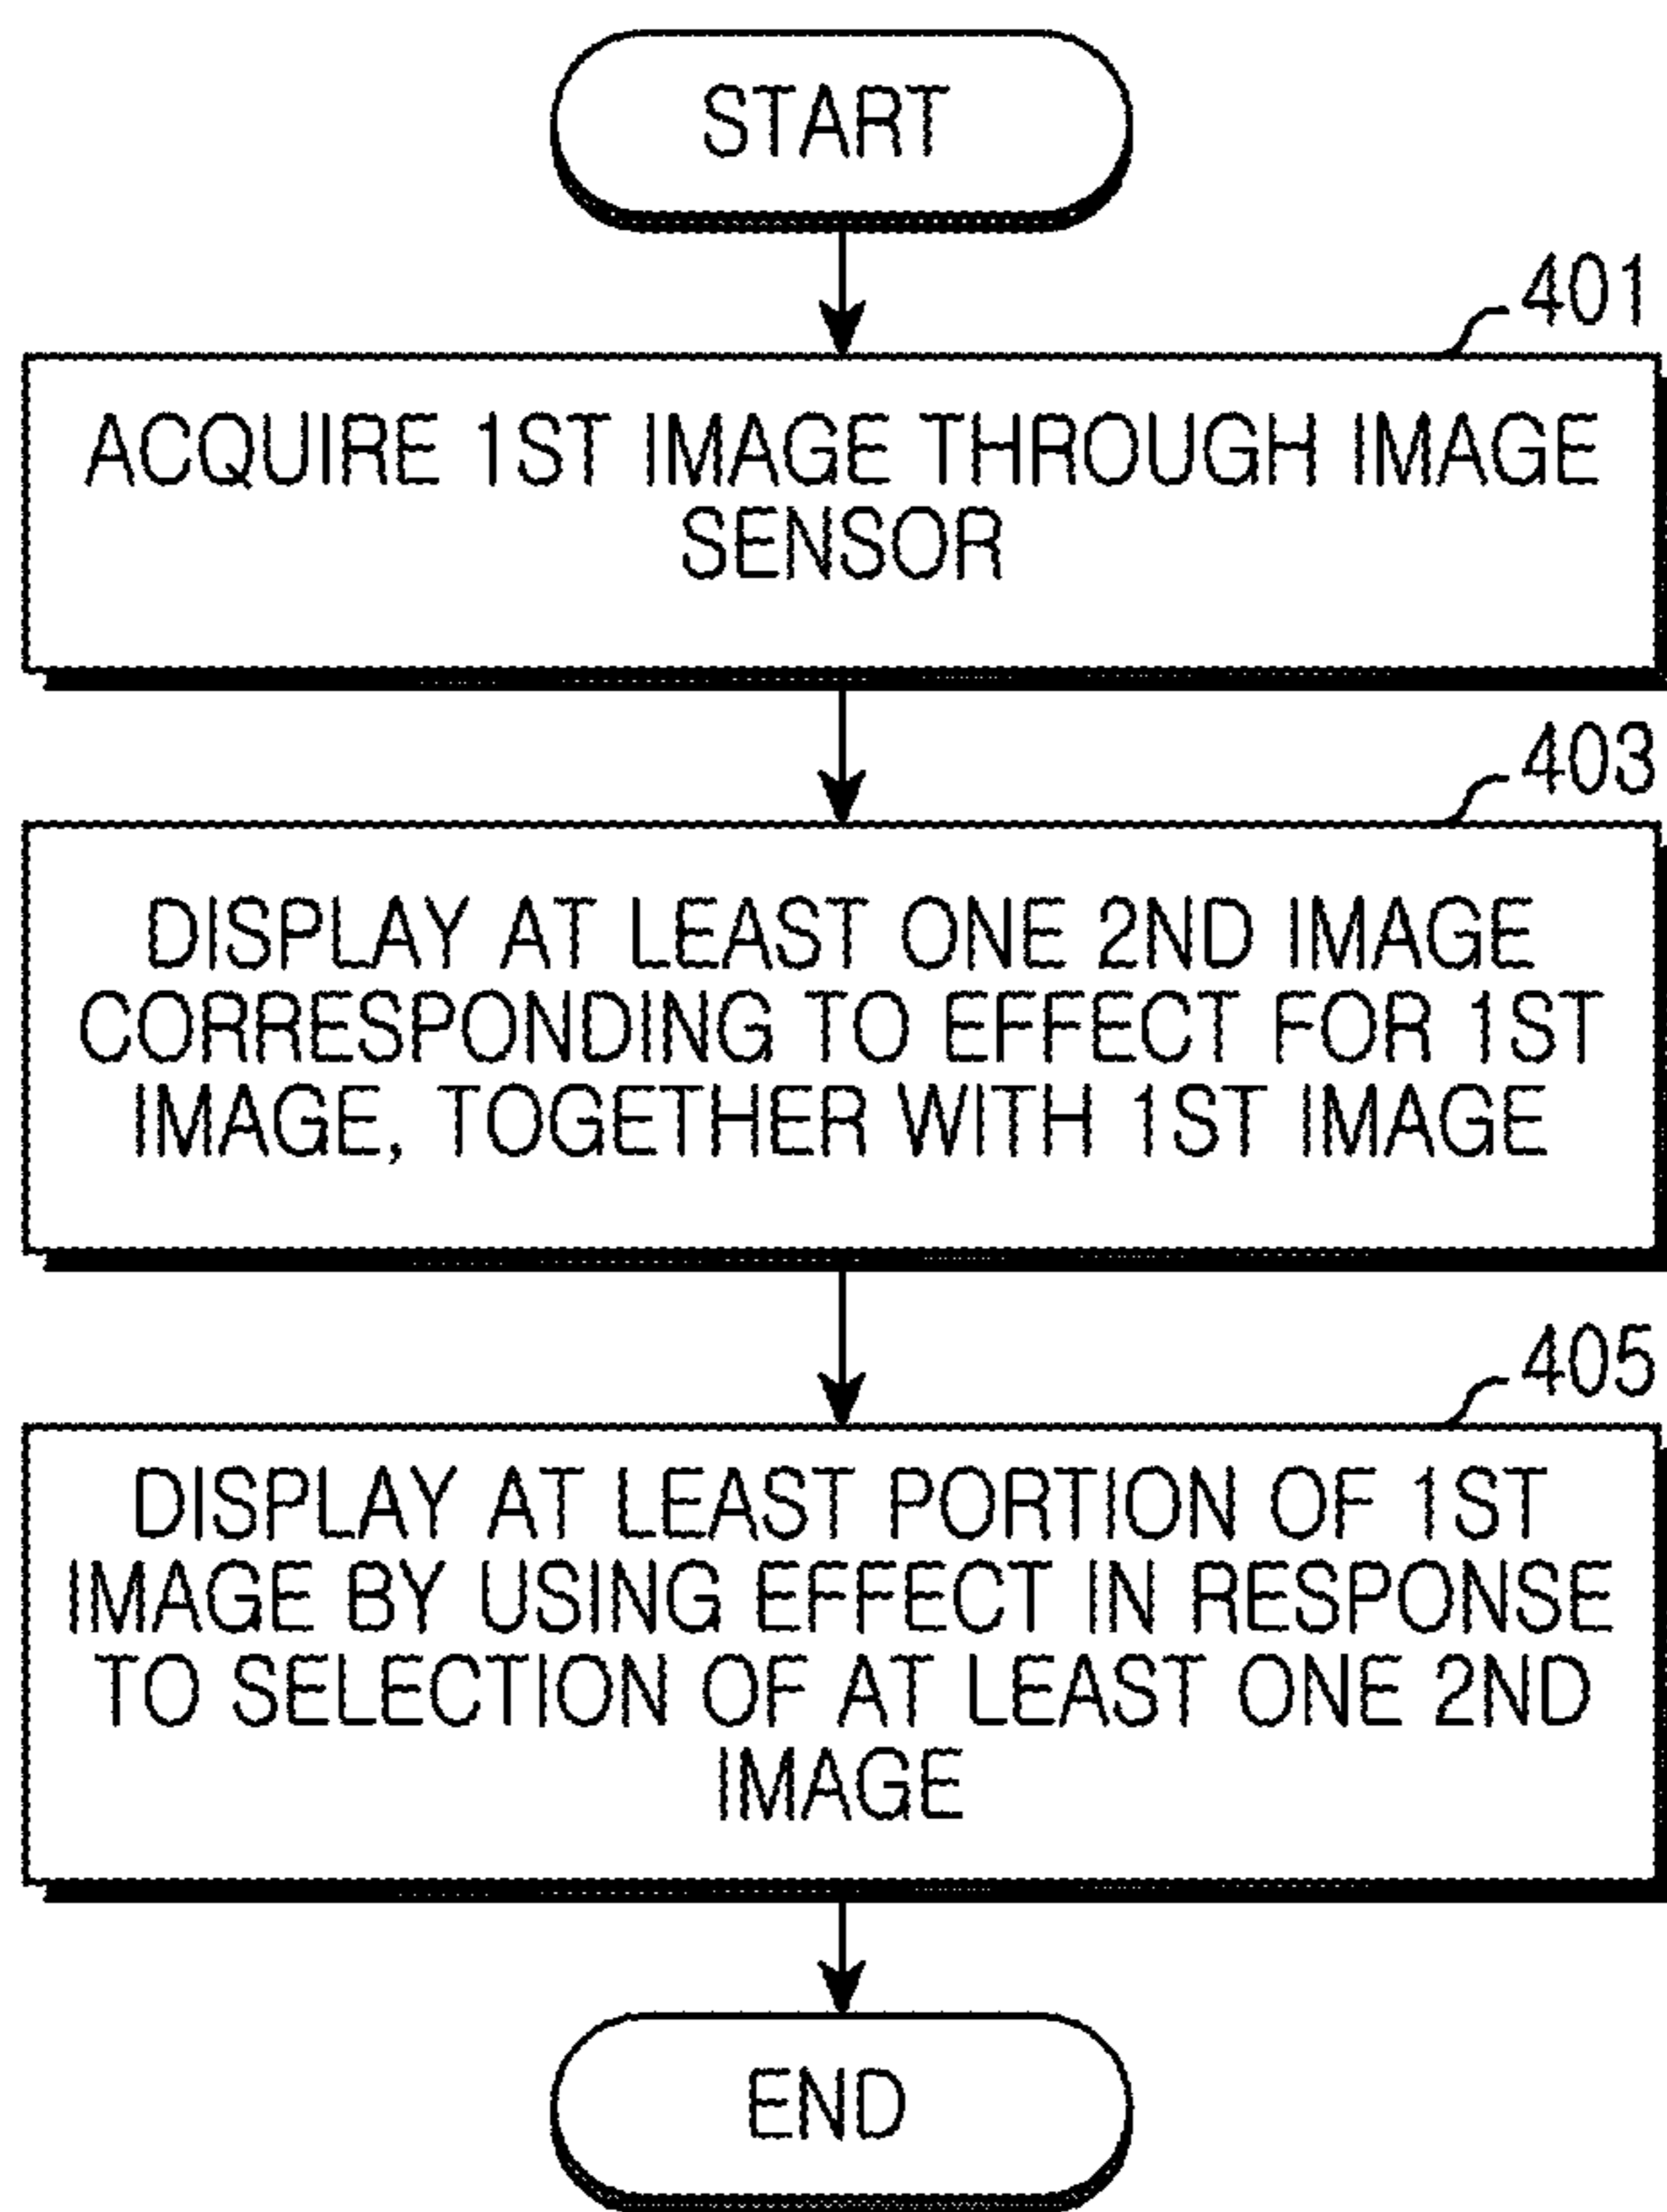 START
401
ACQUIRE 1ST IMAGE THROUGH IMAGE
SENSOR
403
DISPLAY AT LEAST ONE 2ND IMAGE
CORRESPONDING TO EFFECT FOR 1ST
IMAGE, TOGETHER WITH 1ST IMAGE
405
DISPLAY AT LEAST PORTION OF 1ST
IMAGE BY USING EFFECT IN RESPONSE
TO SELECTION OF AT LEAST ONE 2ND
IMAGE
END